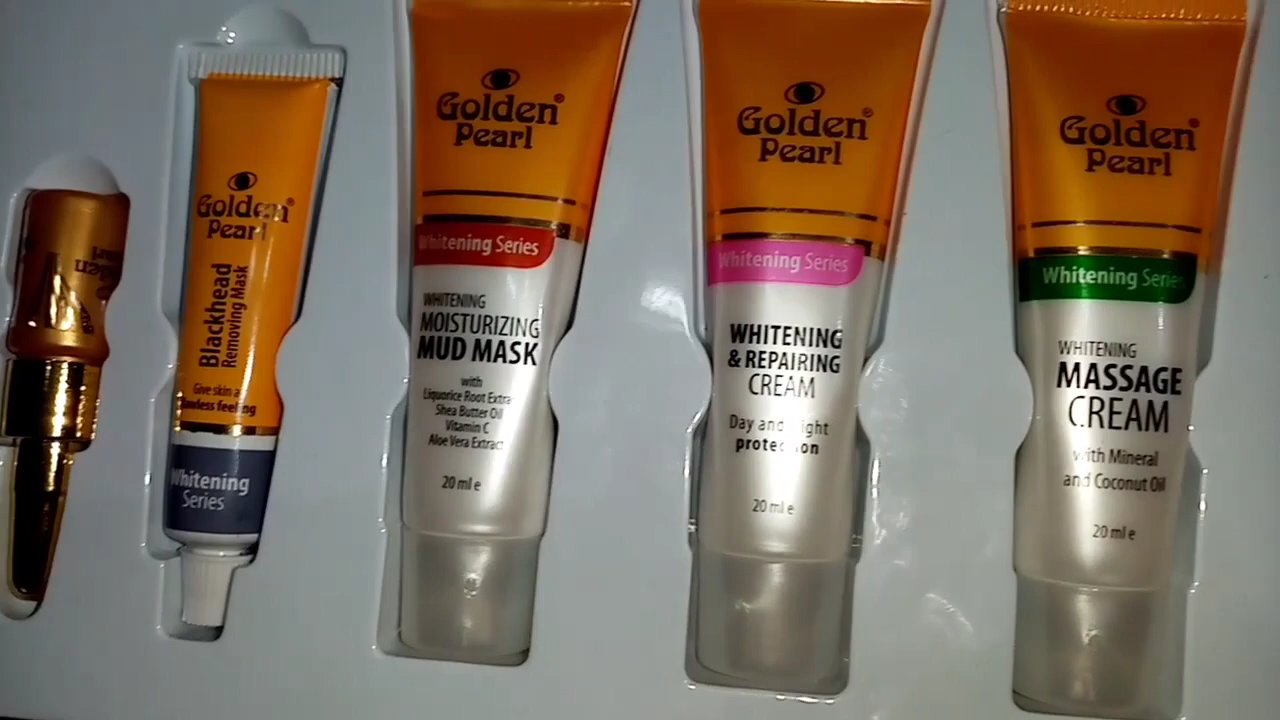 Golden®
Pearl
Blackhead
Removing Mask
Give skin a
flawless feeling
Whitening
Series
Golden®
Pearl
Whitening Series
WHITENING
MOISTURIZING
MUD MASK
with
Liquorice Root Extra
Shea Butter Oil
Vitamin C
Aloe Vera Extract
20 ml e
Golden®
Pearl
Whitening Series
WHITENING
& REPAIRING
CREAM
Day and Night
protection
20 ml e
Golden®
Pearl
Whitening Series
WHITENING
MASSAGE
CREAM
with Mineral
and Coconut Oil
20 ml e